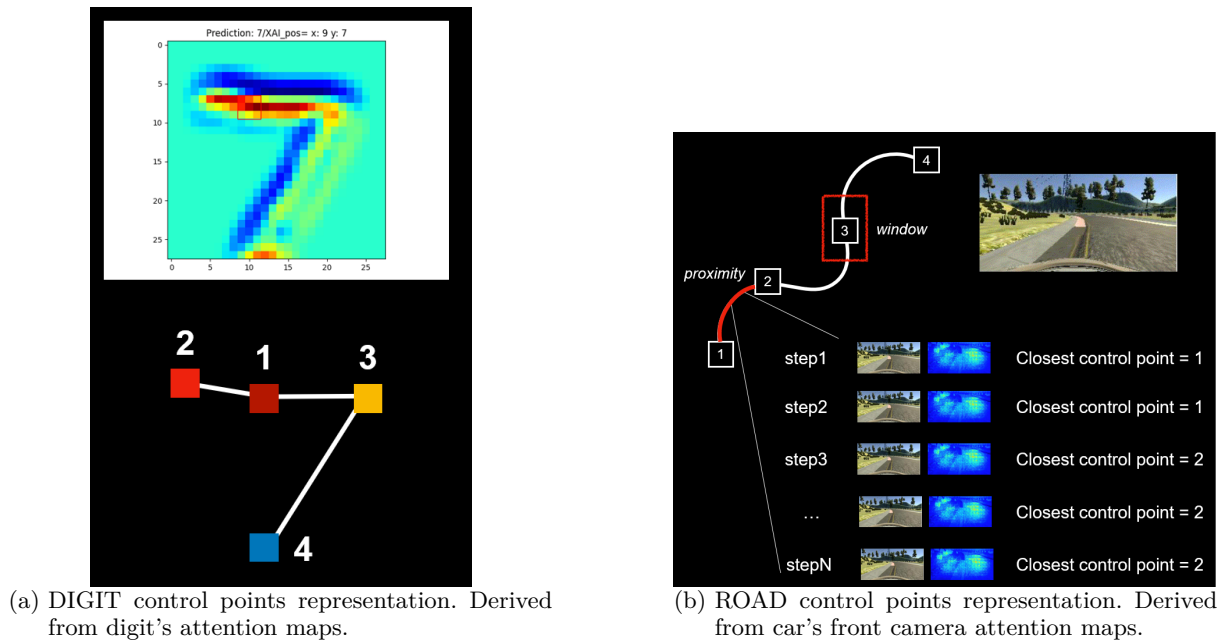 Prediction: 7/XAI_pos= x: 9 y: 7
0
5
10
15
20
25
0 5 10 15 20 25
2 1 3
4
(a) DIGIT control points representation. Derived
from digit's attention maps.
4
3 window
proximity
2
1
step1 Closest control point = 1
step2 Closest control point = 1
step3 Closest control point = 2
... Closest control point = 2
stepN Closest control point = 2
(b) ROAD control points representation. Derived
from car's front camera attention maps.